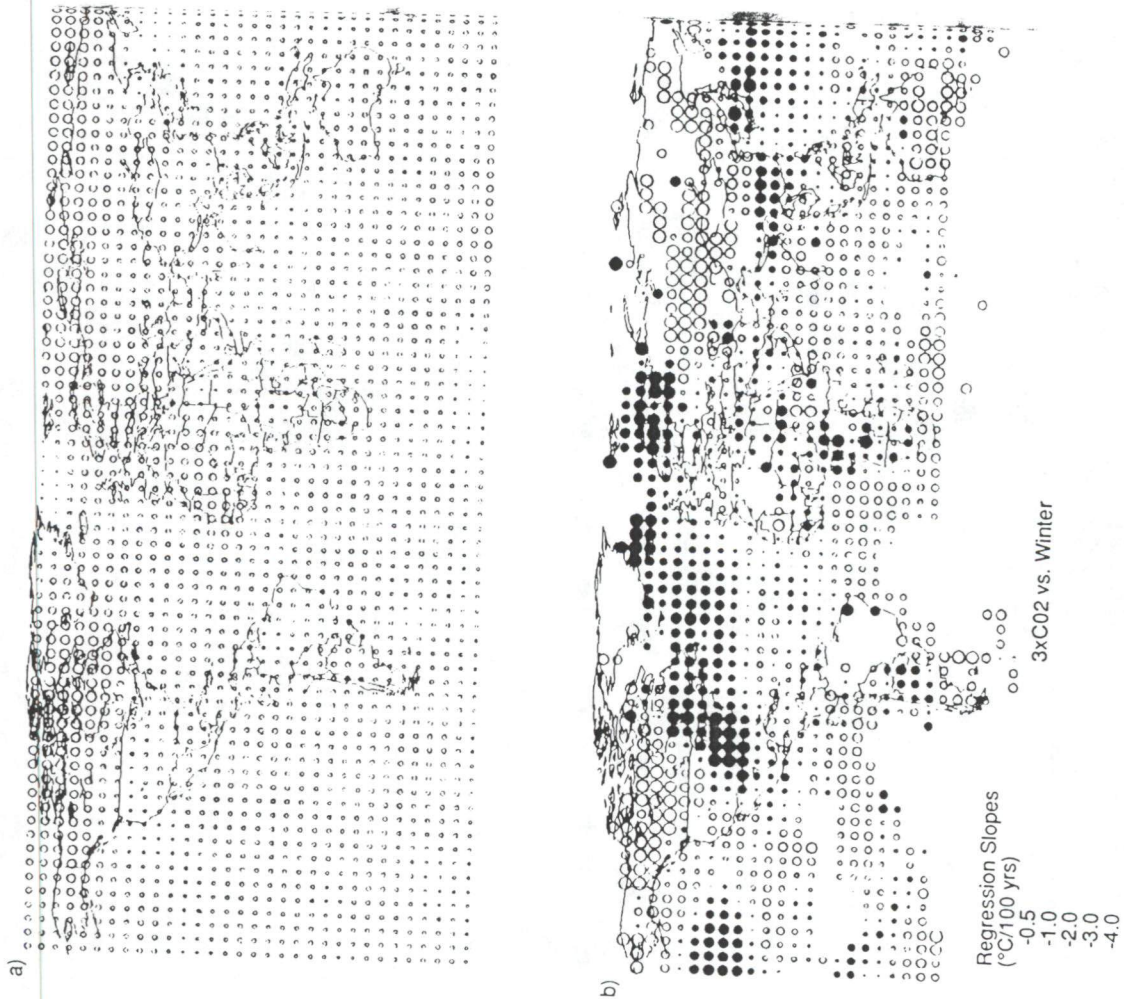 a)
b)
3xC02 vs. Winter
Regression Slopes
(°C/100 yrs)
-0.5
-1.0
-2.0
-3.0
-4.0